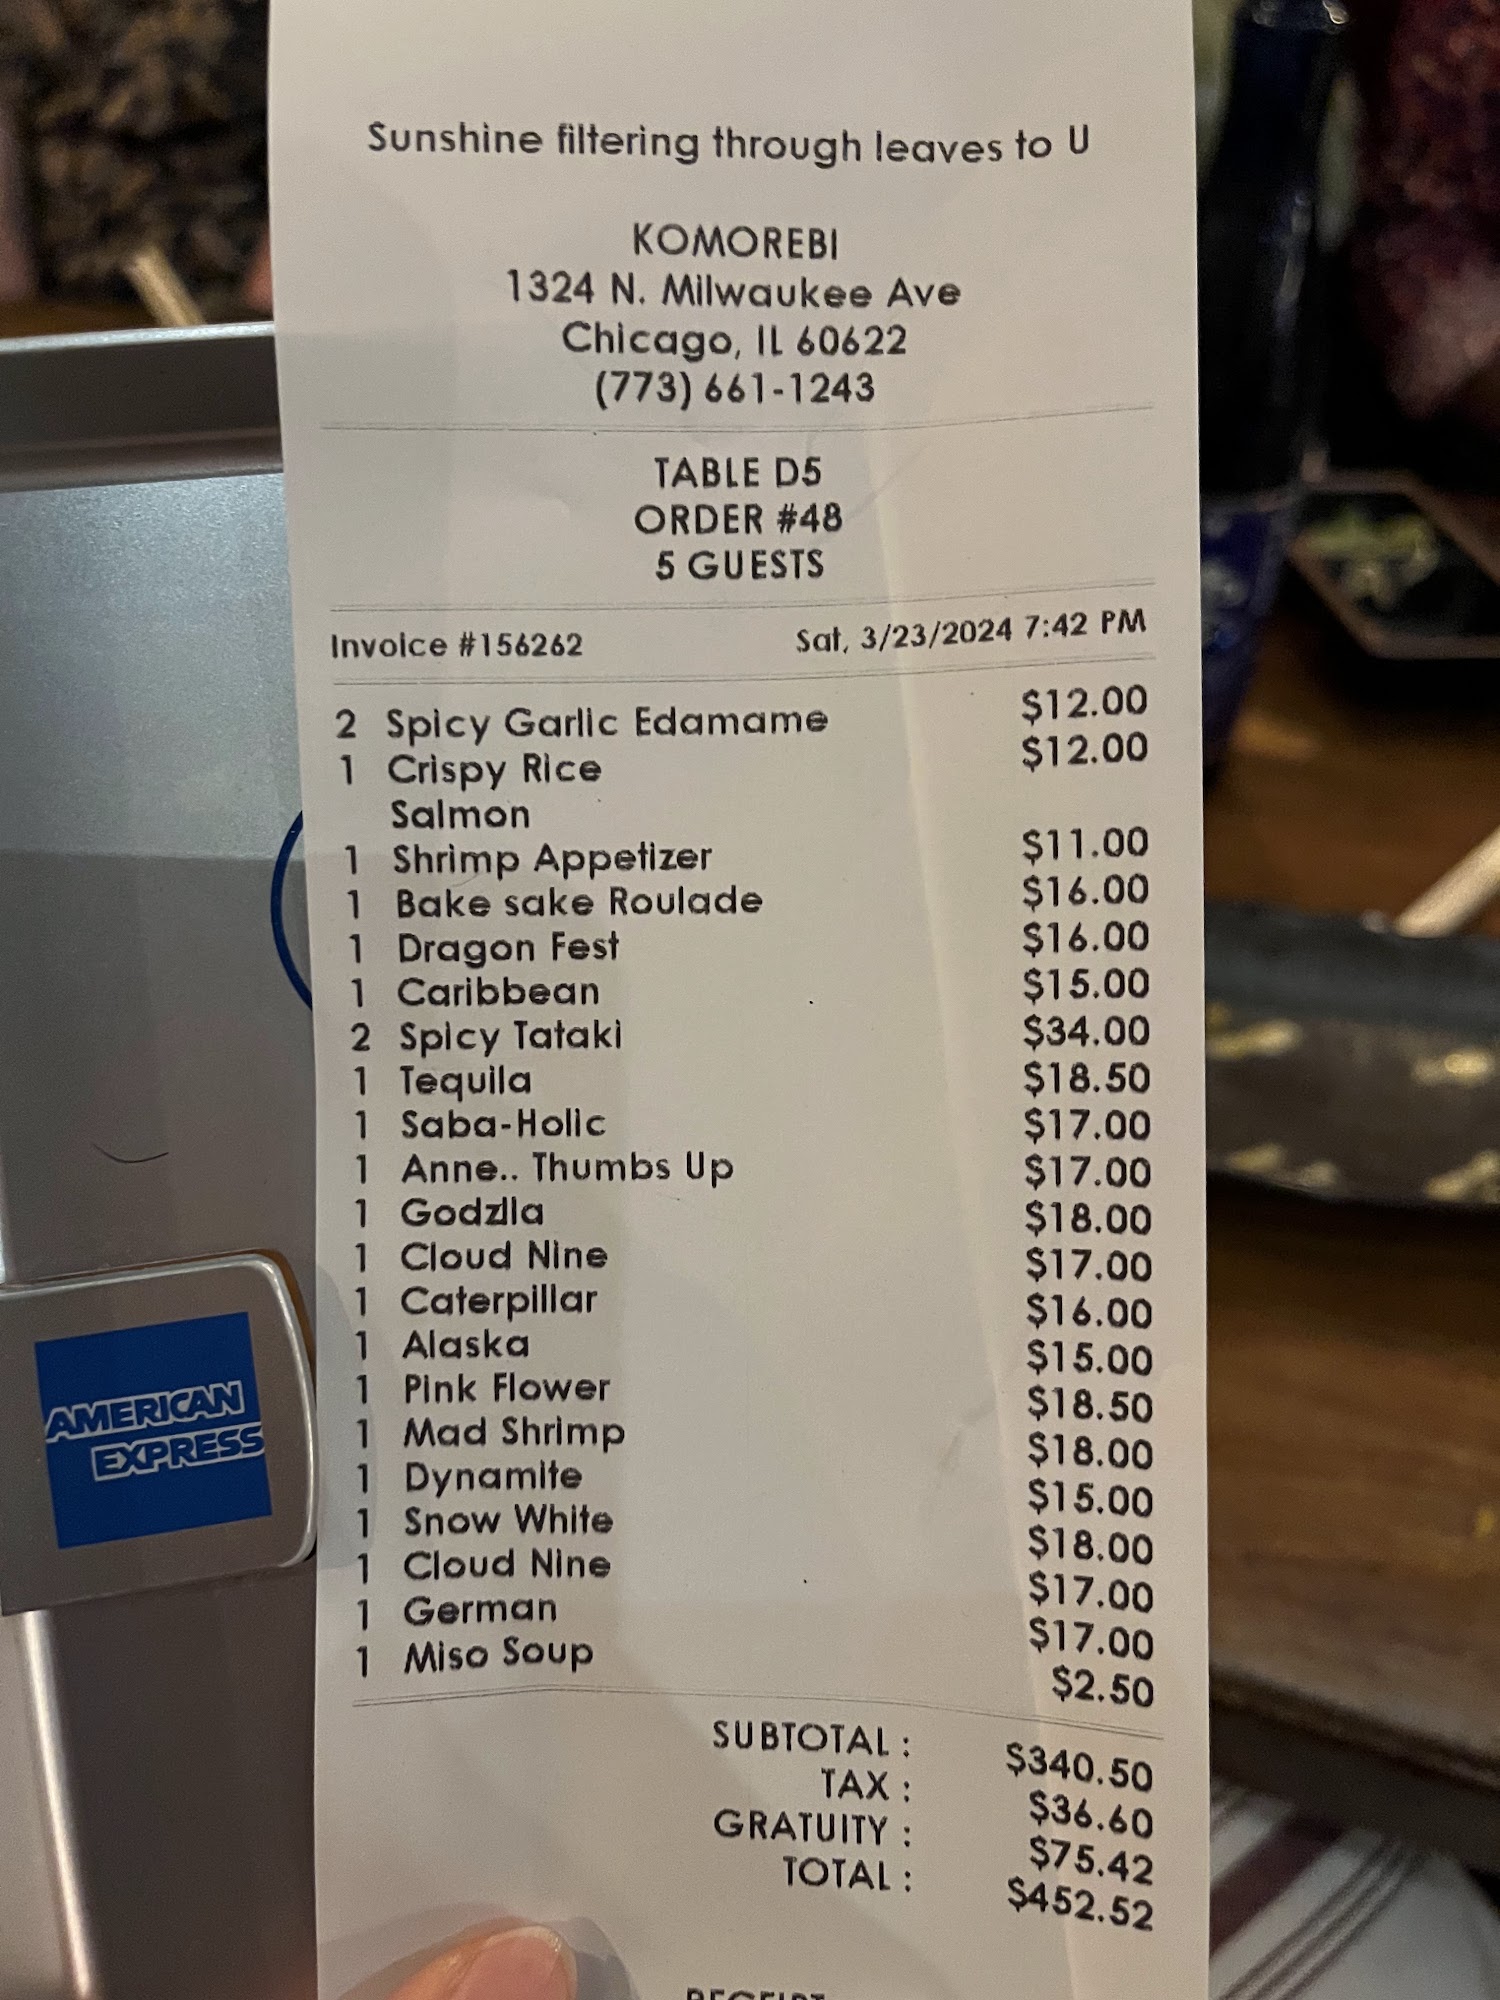 Sunshine filtering through leaves to U
KOMOREBI
1324 N. Milwaukee Ave
Chicago, IL 60622
(773) 661-1243
TABLE D5
ORDER #48
5 GUESTS
Invoice #156262 Sat, 3/23/2024 7:42 PM
2 Spicy Garlic Edamame $12.00
1 Crispy Rice $12.00
Salmon
1 Shrimp Appetizer $11.00
1 Bake sake Roulade $16.00
1 Dragon Fest $16.00
1 Caribbean $15.00
2 Spicy Tataki $34.00
1 Tequila $18.50
1 Saba-Holic $17.00
1 Anne.. Thumbs Up $17.00
1 Godzlla $18.00
1 Cloud Nine $17.00
1 Caterpillar $16.00
1 Alaska $15.00
1 Pink Flower $18.50
1 Mad Shrimp $18.00
1 Dynamite $15.00
1 Snow White $18.00
1 Cloud Nine $17.00
1 German $17.00
1 Miso Soup $2.50
SUBTOTAL : $340.50
TAX : $36.60
GRATUITY : $75.42
TOTAL : $452.52
RECEIPT
AMERICAN
EXPRESS